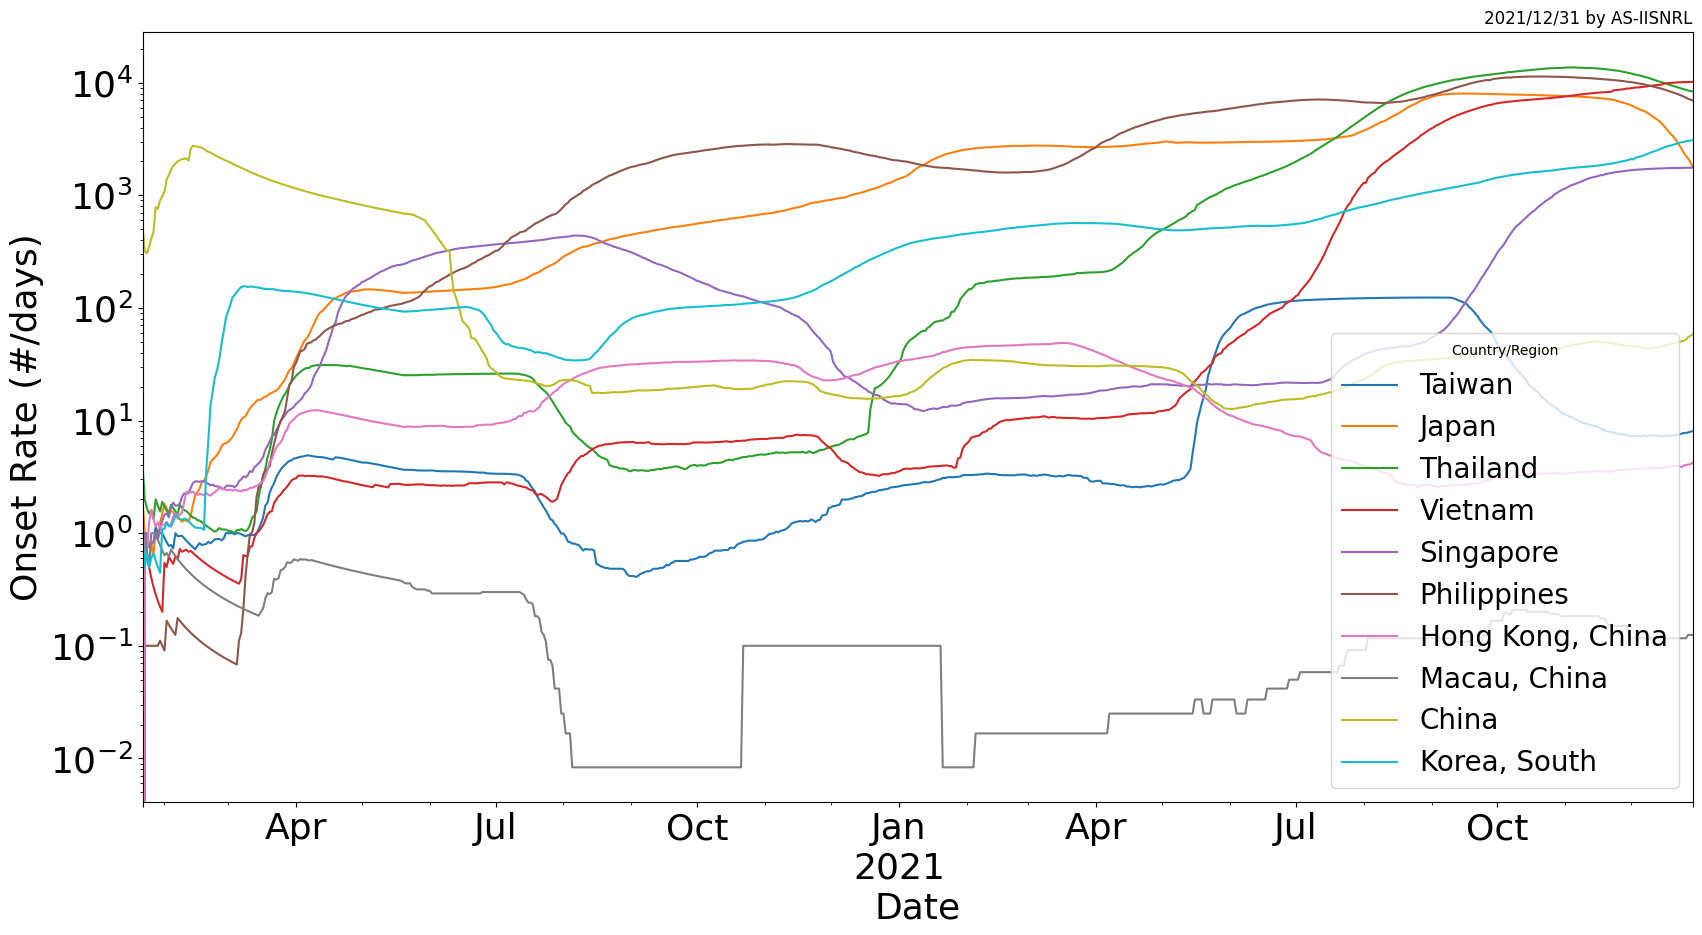 2021/12/31 by AS-IISNRL
Onset Rate (#/days)
10^4
10^3
10^2
10^1
10^0
10^−1
10^−2
Country/Region
Taiwan
Japan
Thailand
Vietnam
Singapore
Philippines
Hong Kong, China
Macau, China
China
Korea, South
Apr Jul Oct Jan Apr Jul Oct
2021
Date